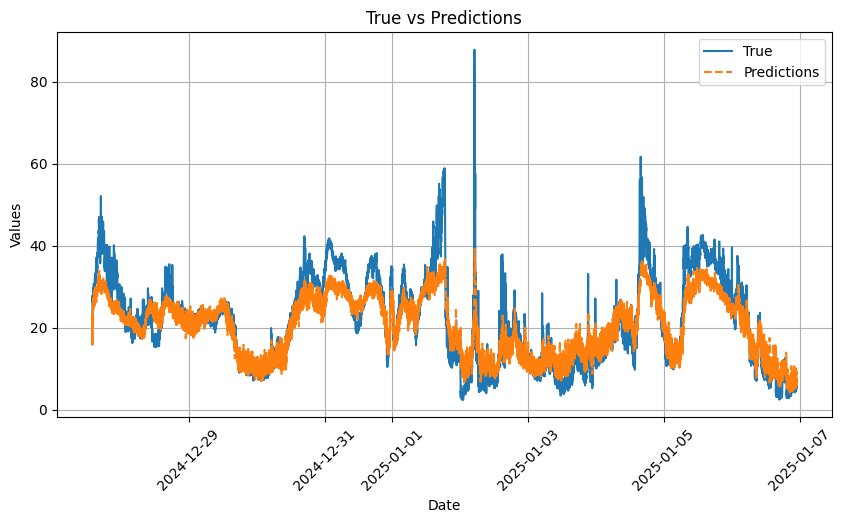 True vs Predictions
True
Predictions
Values
80
60
40
20
0
2024-12-29
2024-12-31
2025-01-01
2025-01-03
2025-01-05
2025-01-07
Date